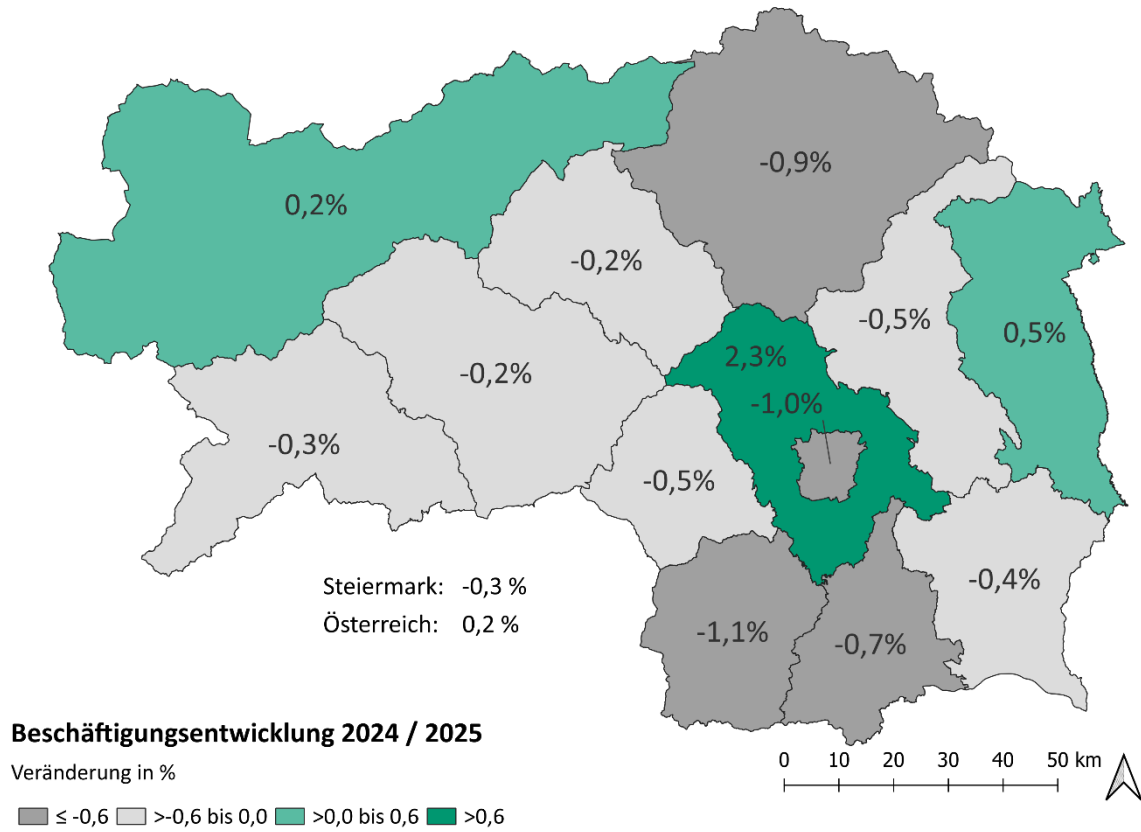 -0,9%
0,2%
-0,2%
-0,5%
0,5%
2,3%
-0,2%
-1,0%
-0,3%
-0,5%
-0,4%
Steiermark: -0,3 %
Österreich: 0,2 %
-1,1%
-0,7%
Beschäftigungsentwicklung 2024 / 2025
Veränderung in %
0 10 20 30 40 50 km
≤ -0,6 >-0,6 bis 0,0 >0,0 bis 0,6 >0,6